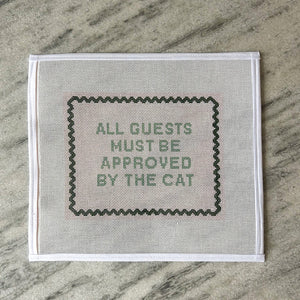 ALL GUESTS
MUST BE
APPROVED
BY THE CAT